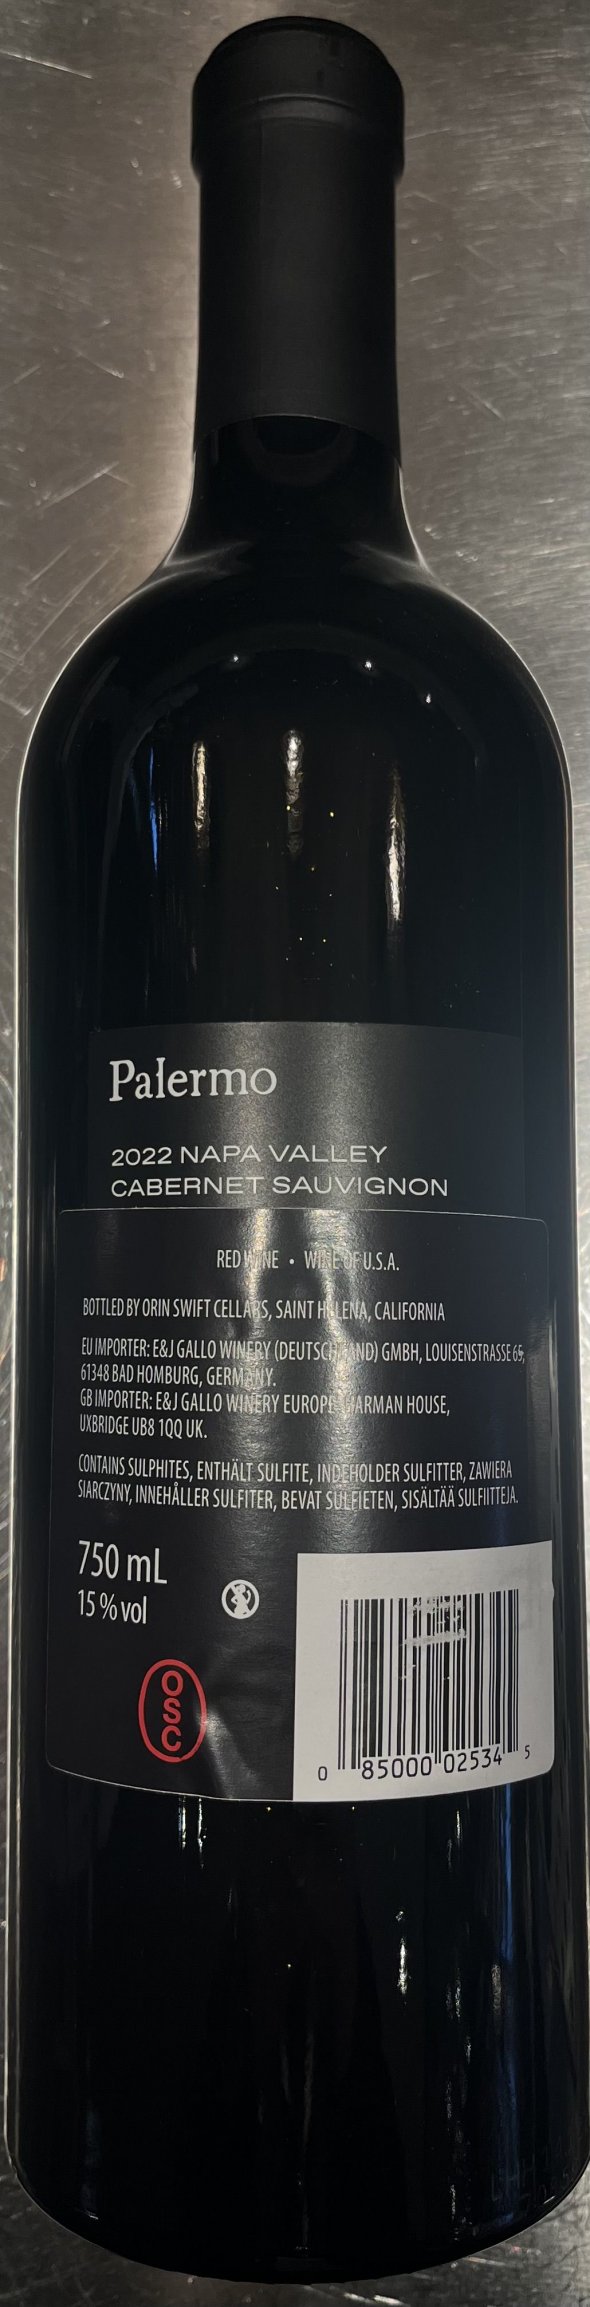 Palermo
2022 NAPA VALLEY
CABERNET SAUVIGNON
RED WINE • WINE OF U.S.A.
BOTTLED BY ORIN SWIFT CELLARS, SAINT HELENA, CALIFORNIA
EU IMPORTER: E&J GALLO WINERY (DEUTSCHLAND) GMBH, LOUISENSTRASSE 65,
61348 BAD HOMBURG, GERMANY.
GB IMPORTER: E&J GALLO WINERY EUROPE, HARMAN HOUSE,
UXBRIDGE UB8 1QQ UK.
CONTAINS SULPHITES, ENTHÄLT SULFITE, INDEHOLDER SULFITTER, ZAWIERA
SIARCZYNY, INNEHÅLLER SULFITER, BEVAT SULFIETEN, SISÄLTÄÄ SULFIITTEJA.
750 mL
15 % vol
OSC
0 85000 02534 5